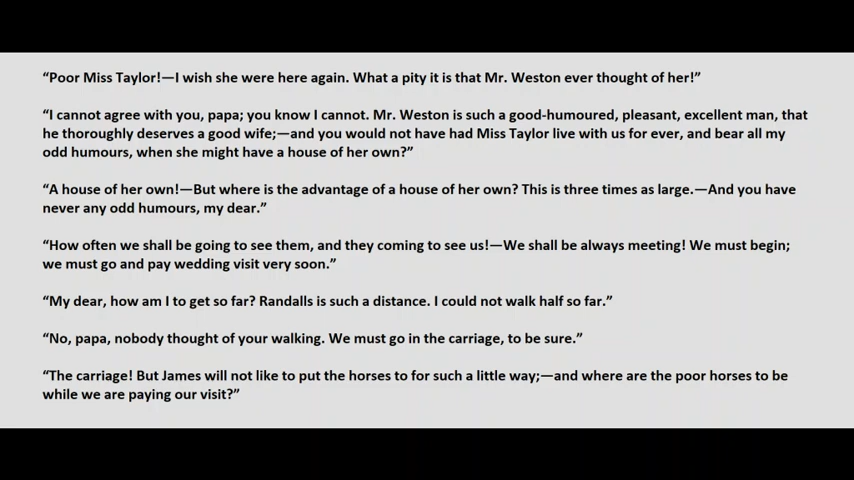 “Poor Miss Taylor!—I wish she were here again. What a pity it is that Mr. Weston ever thought of her!”
“I cannot agree with you, papa; you know I cannot. Mr. Weston is such a good-humoured, pleasant, excellent man, that
he thoroughly deserves a good wife;—and you would not have had Miss Taylor live with us for ever, and bear all my
odd humours, when she might have a house of her own?”
“A house of her own!—But where is the advantage of a house of her own? This is three times as large.—And you have
never any odd humours, my dear.”
“How often we shall be going to see them, and they coming to see us!—We shall be always meeting! We must begin;
we must go and pay wedding visit very soon.”
“My dear, how am I to get so far? Randalls is such a distance. I could not walk half so far.”
“No, papa, nobody thought of your walking. We must go in the carriage, to be sure.”
“The carriage! But James will not like to put the horses to for such a little way;—and where are the poor horses to be
while we are paying our visit?”